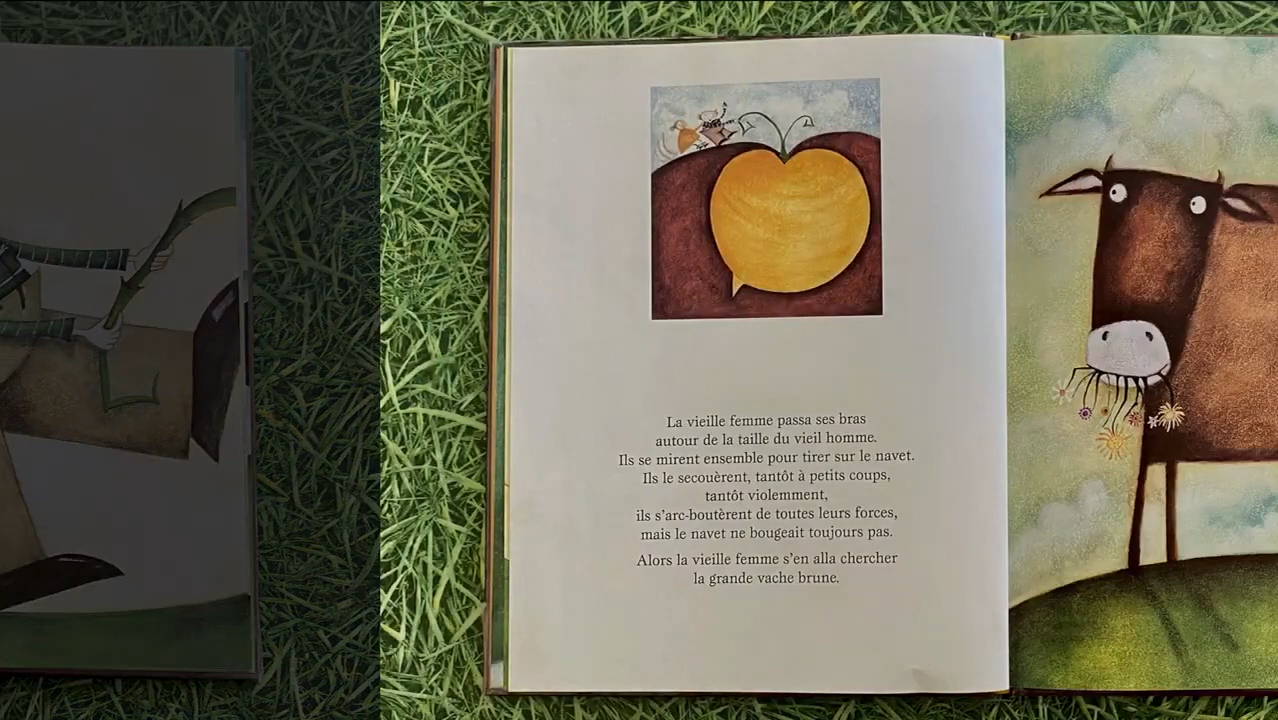 La vieille femme passa ses bras
autour de la taille du vieil homme.
Ils se mirent ensemble pour tirer sur le navet.
Ils le secouèrent, tantôt à petits coups,
tantôt violemment,
ils s'arc-boutèrent de toutes leurs forces,
mais le navet ne bougeait toujours pas.
Alors la vieille femme s'en alla chercher
la grande vache brune.